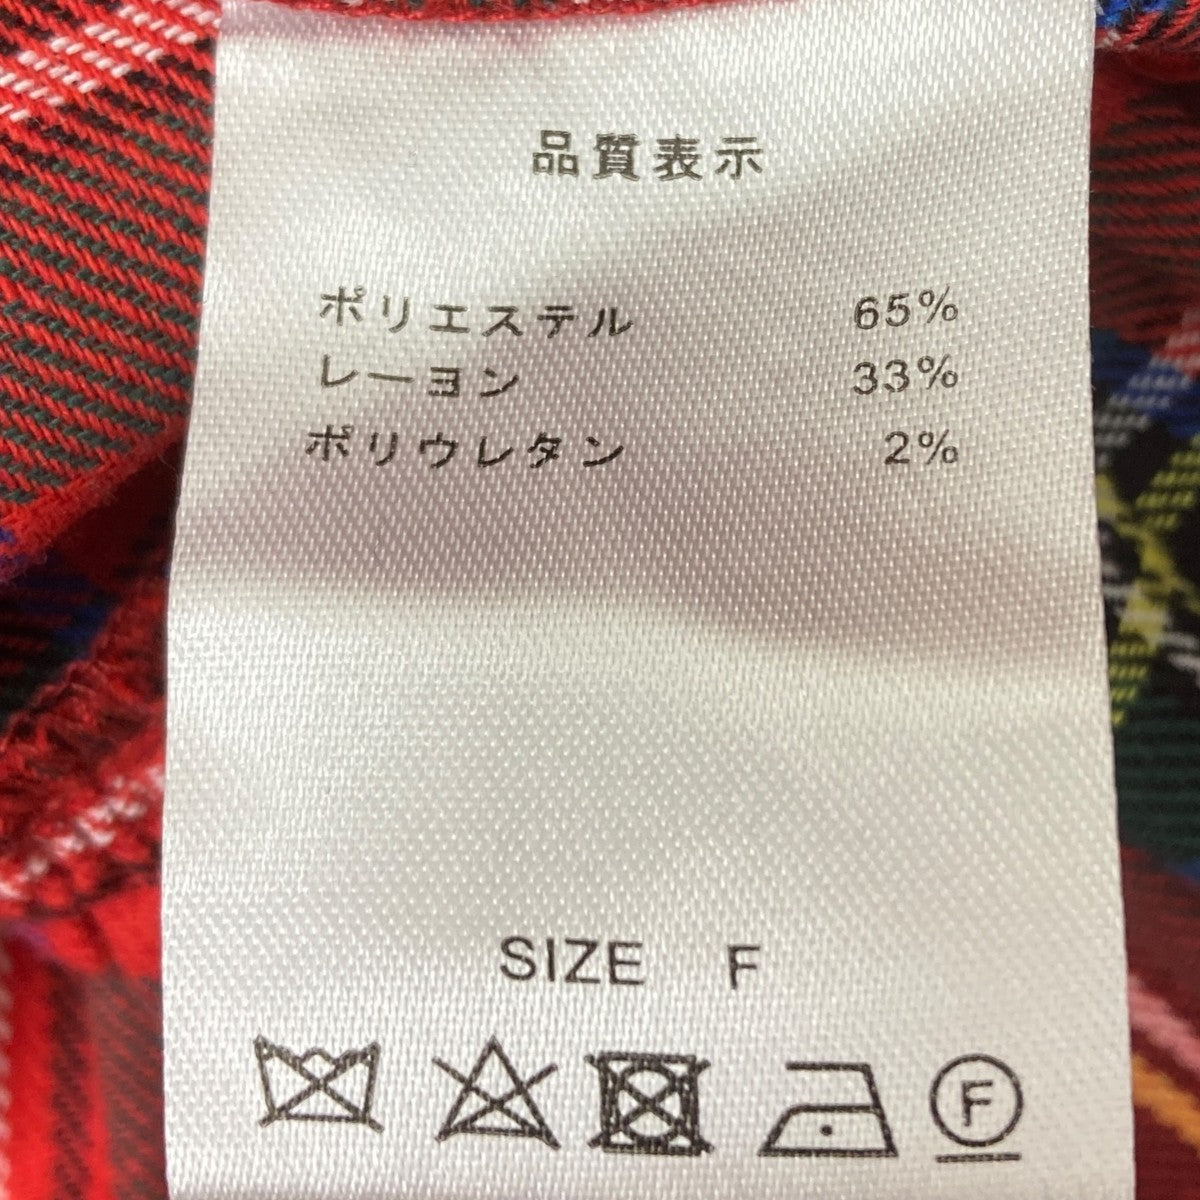 品質表示
ポリエステル 65%
レーヨン 33%
ポリウレタン 2%
SIZE F
F